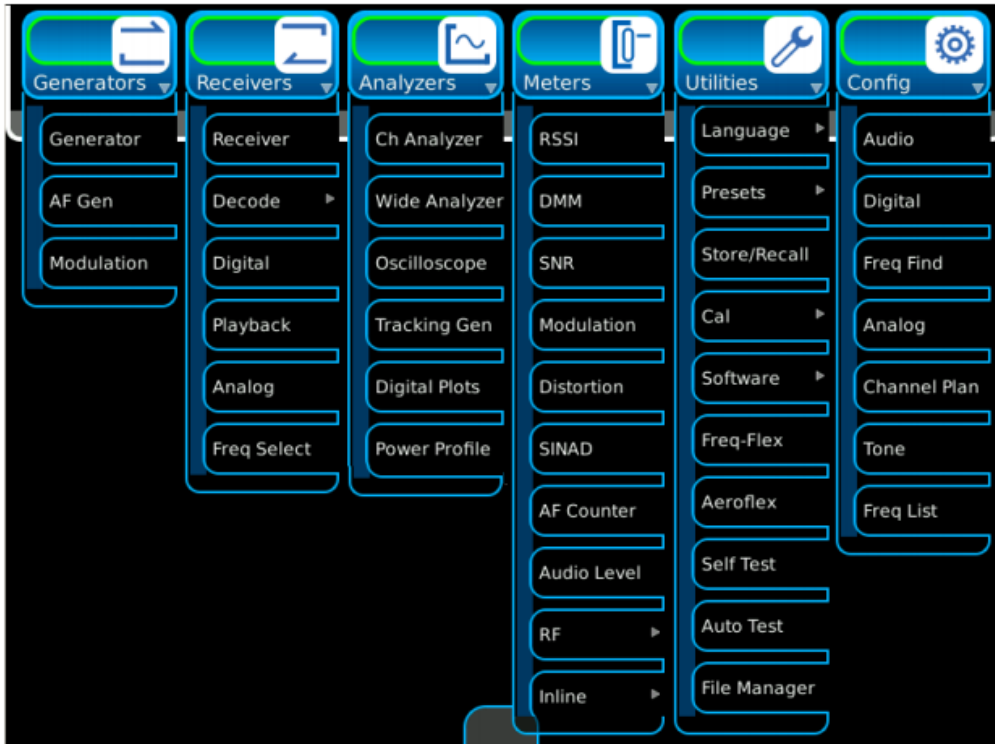 Generators
Generator
AF Gen
Modulation
Receivers
Receiver
Decode
Digital
Playback
Analog
Freq Select
Analyzers
Ch Analyzer
Wide Analyzer
Oscilloscope
Tracking Gen
Digital Plots
Power Profile
Meters
RSSI
DMM
SNR
Modulation
Distortion
SINAD
AF Counter
Audio Level
RF
Inline
Utilities
Language
Presets
Store/Recall
Cal
Software
Freq-Flex
Aeroflex
Self Test
Auto Test
File Manager
Config
Audio
Digital
Freq Find
Analog
Channel Plan
Tone
Freq List